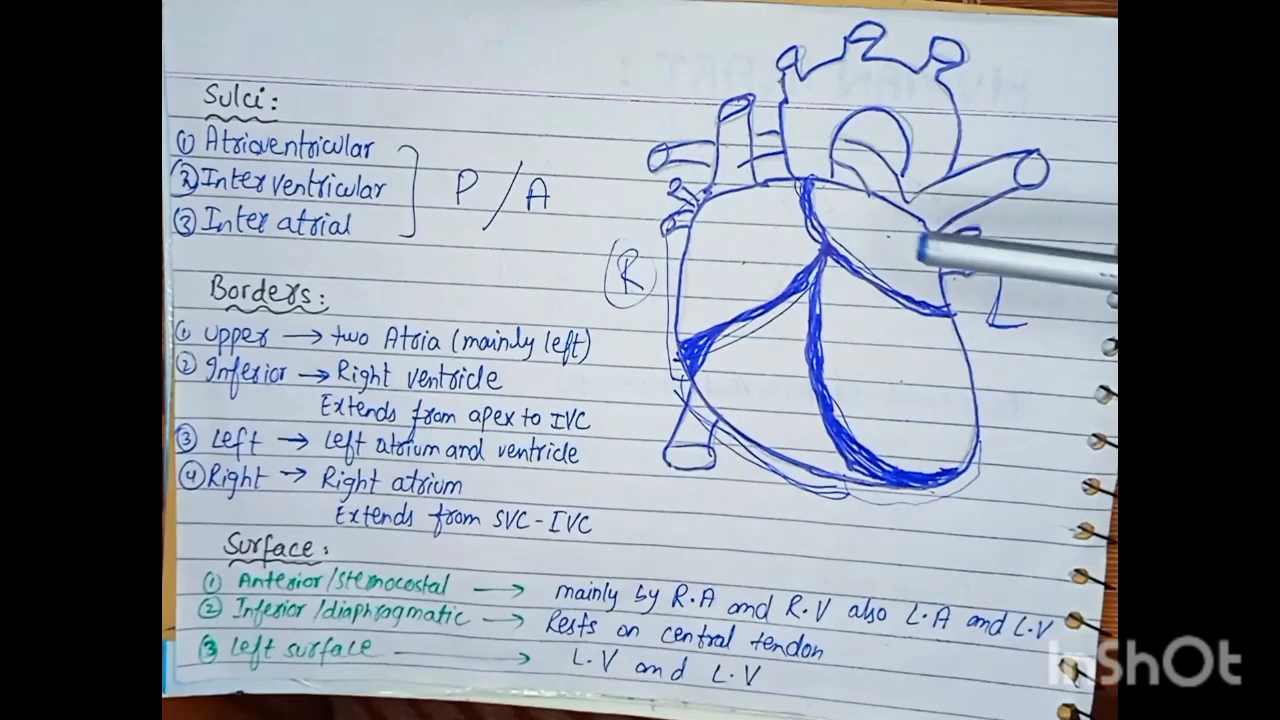 Sulci:
① Atrioventricular
② Interventricular
③ Inter atrial
P / A
R
L
Borders:
① Upper → two Atria (mainly left)
② Inferior → Right ventricle
Extends from apex to IVC
③ Left → Left atrium and ventricle
④ Right → Right atrium
Extends from SVC - IVC
Surface:
① Anterior/sternocostal → mainly by R.A and R.V also L.A and L.V
② Inferior/diaphragmatic → Rests on central tendon
③ Left surface → L.V and L.V
InShOt